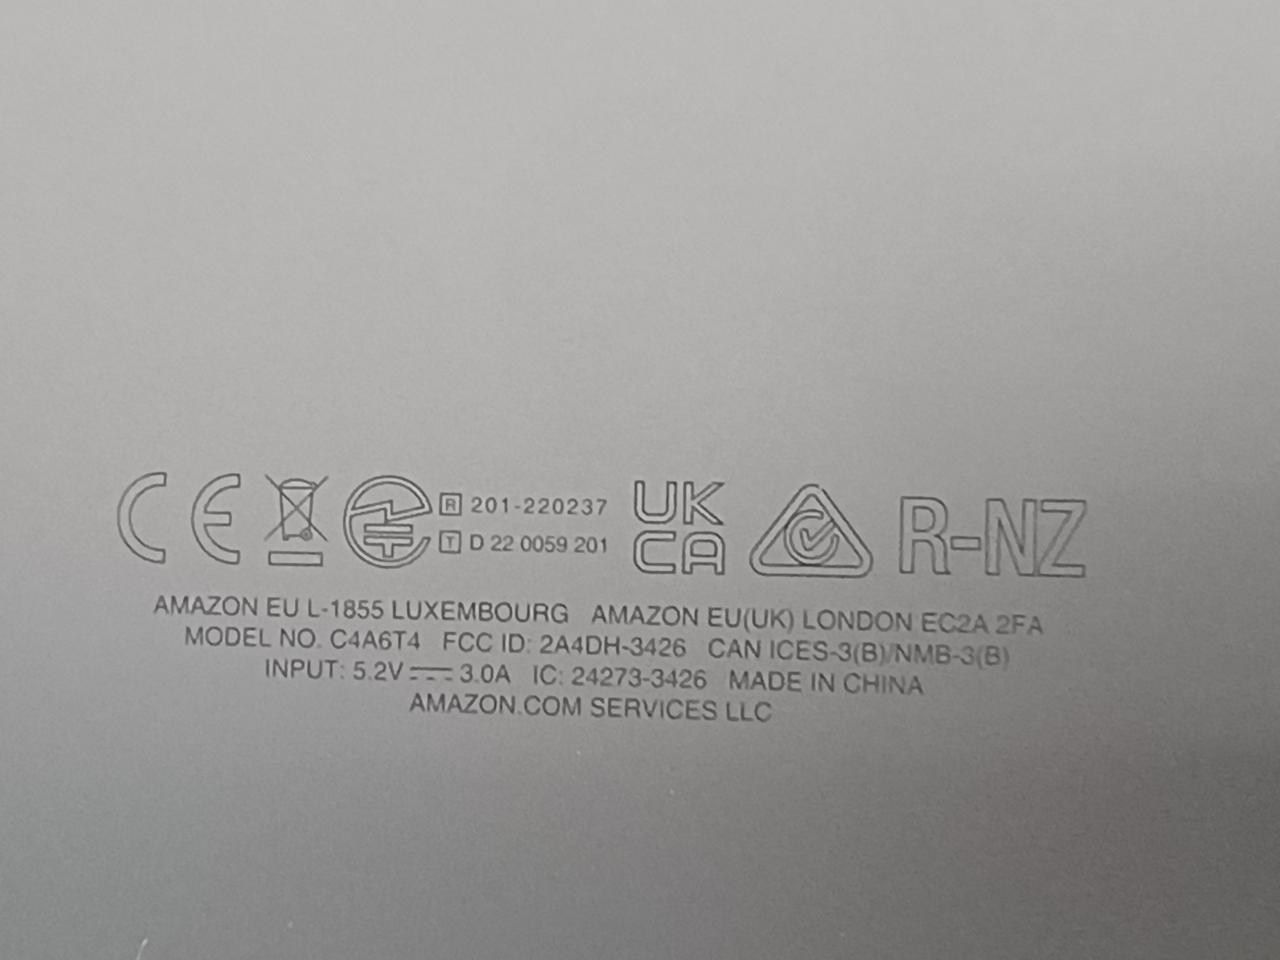 CE R 201-220237 UK CA R-NZ
T D 22 0059 201
AMAZON EU L-1855 LUXEMBOURG AMAZON EU(UK) LONDON EC2A 2FA
MODEL NO. C4A6T4 FCC ID: 2A4DH-3426 CAN ICES-3(B)/NMB-3(B)
INPUT: 5.2V⎓3.0A IC: 24273-3426 MADE IN CHINA
AMAZON.COM SERVICES LLC